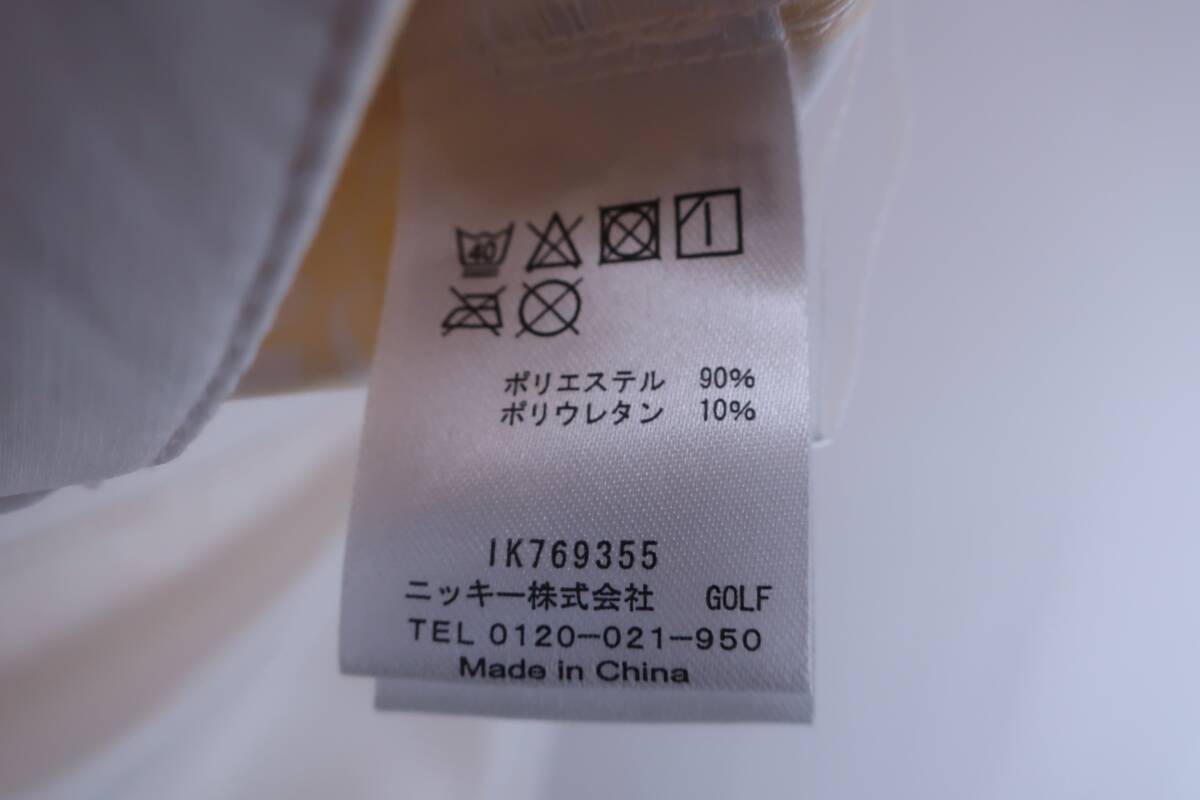 40
ポリエステル 90%
ポリウレタン 10%
IK769355
ニッキー株式会社 GOLF
TEL 0120-021-950
Made in China